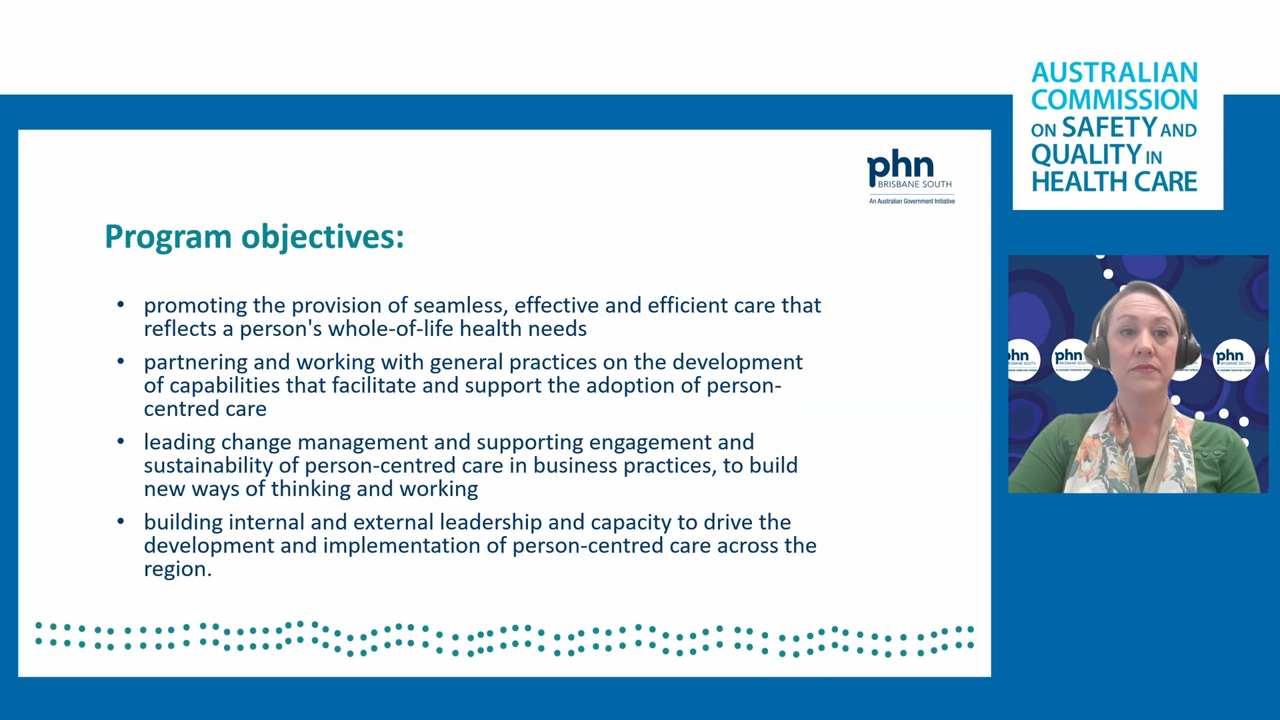 AUSTRALIAN
COMMISSION
ON SAFETY AND
QUALITY IN
HEALTH CARE
phn
BRISBANE SOUTH
An Australian Government Initiative
Program objectives:
• promoting the provision of seamless, effective and efficient care that
reflects a person's whole-of-life health needs
• partnering and working with general practices on the development
of capabilities that facilitate and support the adoption of person-
centred care
• leading change management and supporting engagement and
sustainability of person-centred care in business practices, to build
new ways of thinking and working
• building internal and external leadership and capacity to drive the
development and implementation of person-centred care across the
region.
phn
phn
phn